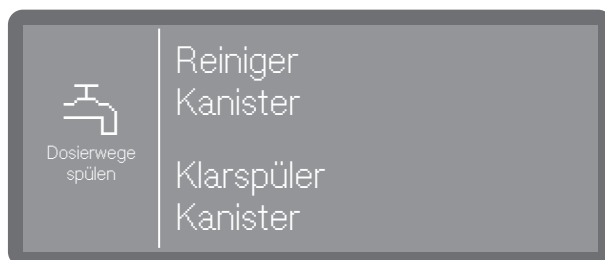 Dosierwege
spülen
Reiniger
Kanister
Klarspüler
Kanister